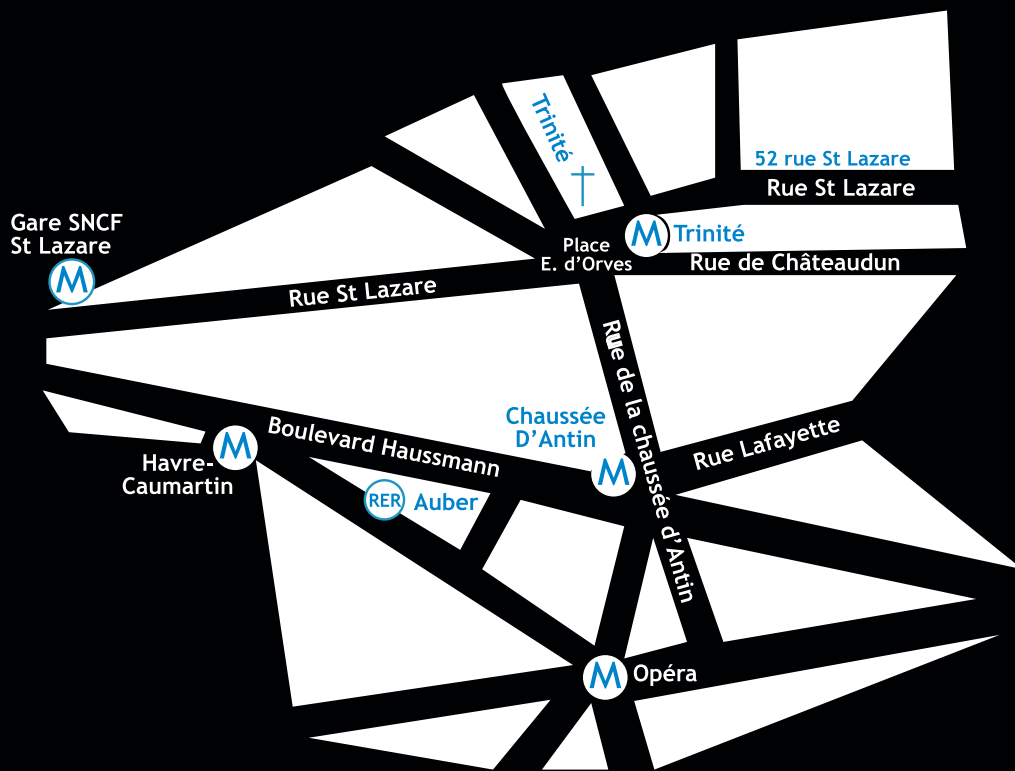 Trinité
52 rue St Lazare
Rue St Lazare
Gare SNCF
St Lazare
M
M Trinité
Place
E. d'Orves
Rue de Châteaudun
Rue St Lazare
Rue de la chaussée d'Antin
Chaussée
D'Antin
M
Rue Lafayette
Boulevard Haussmann
M
Havre-
Caumartin
RER Auber
M Opéra